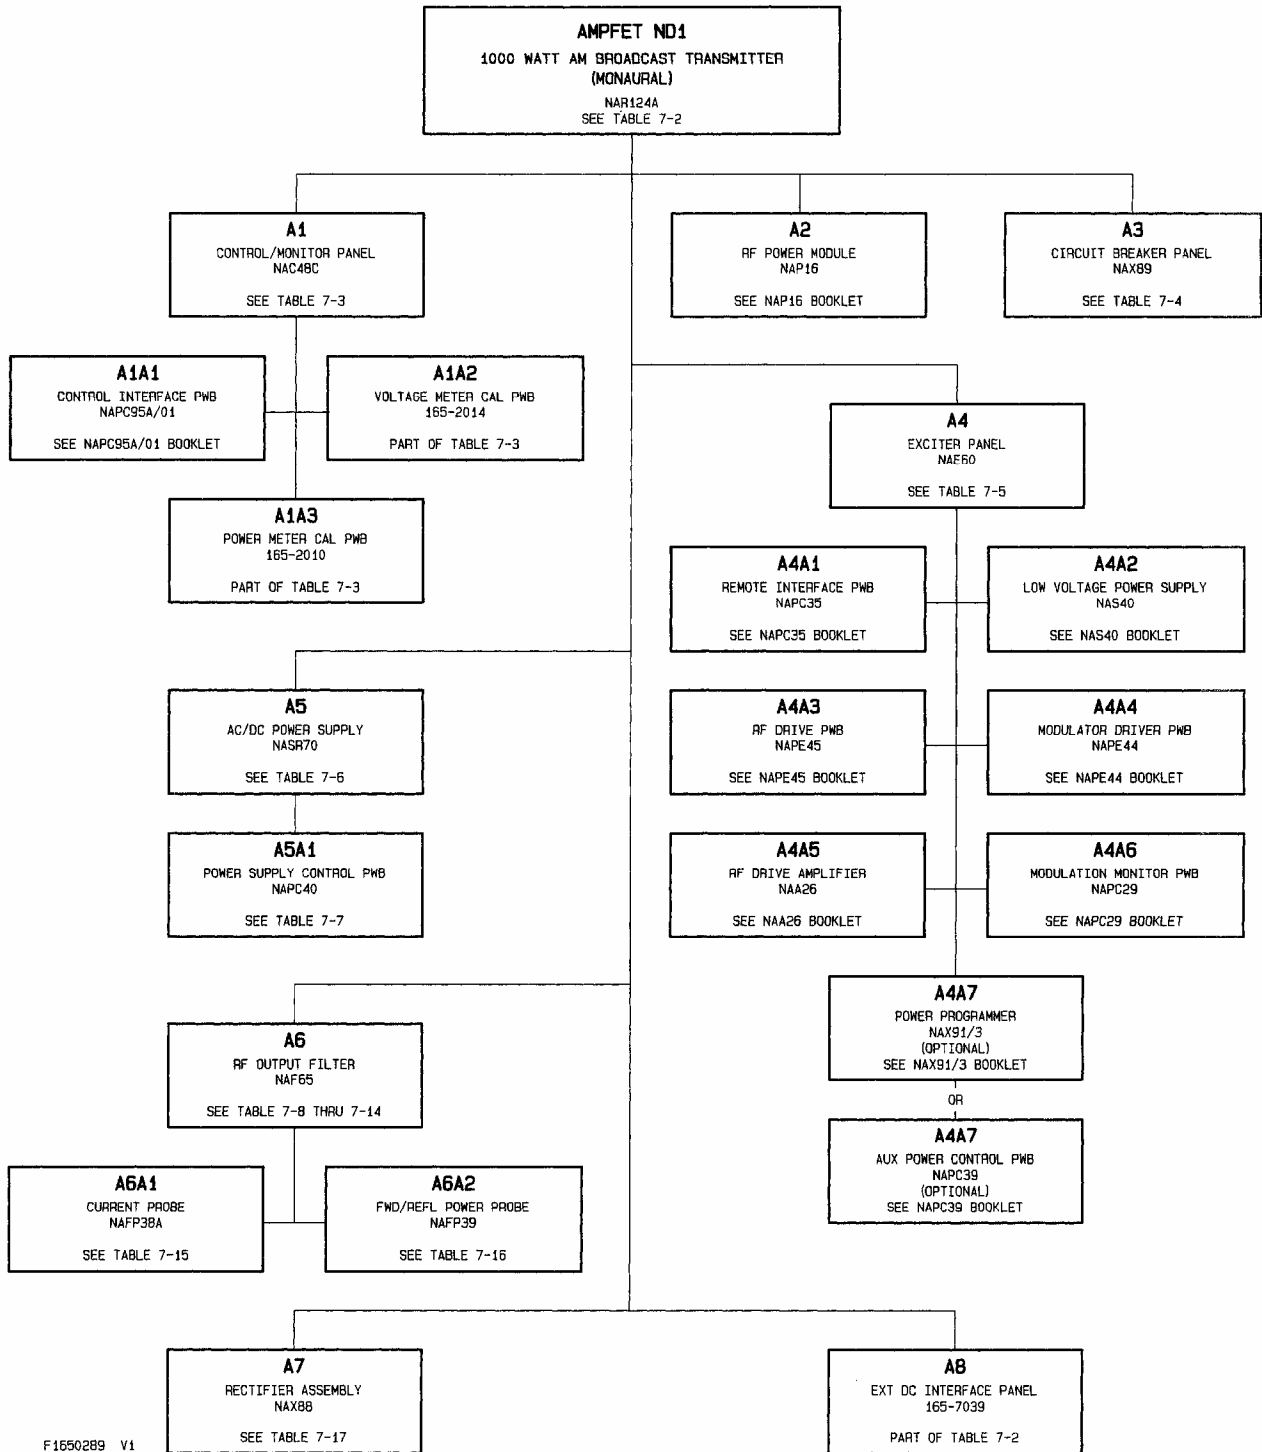 AMPFET ND1
1000 WATT AM BROADCAST TRANSMITTER
(MONAURAL)
NAR124A
SEE TABLE 7-2
A1
CONTROL/MONITOR PANEL
NAC48C
SEE TABLE 7-3
A2
RF POWER MODULE
NAP16
SEE NAP16 BOOKLET
A3
CIRCUIT BREAKER PANEL
NAX89
SEE TABLE 7-4
A1A1
CONTROL INTERFACE PWB
NAPC95A/01
SEE NAPC95A/01 BOOKLET
A1A2
VOLTAGE METER CAL PWB
165-2014
PART OF TABLE 7-3
A1A3
POWER METER CAL PWB
165-2010
PART OF TABLE 7-3
A4
EXCITER PANEL
NAE60
SEE TABLE 7-5
A4A1
REMOTE INTERFACE PWB
NAPC35
SEE NAPC35 BOOKLET
A4A2
LOW VOLTAGE POWER SUPPLY
NAS40
SEE NAS40 BOOKLET
A5
AC/DC POWER SUPPLY
NASR70
SEE TABLE 7-6
A4A3
RF DRIVE PWB
NAPE45
SEE NAPE45 BOOKLET
A4A4
MODULATOR DRIVER PWB
NAPE44
SEE NAPE44 BOOKLET
A5A1
POWER SUPPLY CONTROL PWB
NAPC40
SEE TABLE 7-7
A4A5
RF DRIVE AMPLIFIER
NAA26
SEE NAA26 BOOKLET
A4A6
MODULATION MONITOR PWB
NAPC29
SEE NAPC29 BOOKLET
A4A7
POWER PROGRAMMER
NAX91/3
(OPTIONAL)
SEE NAX91/3 BOOKLET
OR
A4A7
AUX POWER CONTROL PWB
NAPC39
(OPTIONAL)
SEE NAPC39 BOOKLET
A6
RF OUTPUT FILTER
NAF65
SEE TABLE 7-8 THRU 7-14
A6A1
CURRENT PROBE
NAFP38A
SEE TABLE 7-15
A6A2
FWD/REFL POWER PROBE
NAFP39
SEE TABLE 7-16
A7
RECTIFIER ASSEMBLY
NAX88
SEE TABLE 7-17
A8
EXT DC INTERFACE PANEL
165-7039
PART OF TABLE 7-2
F1650289 V1